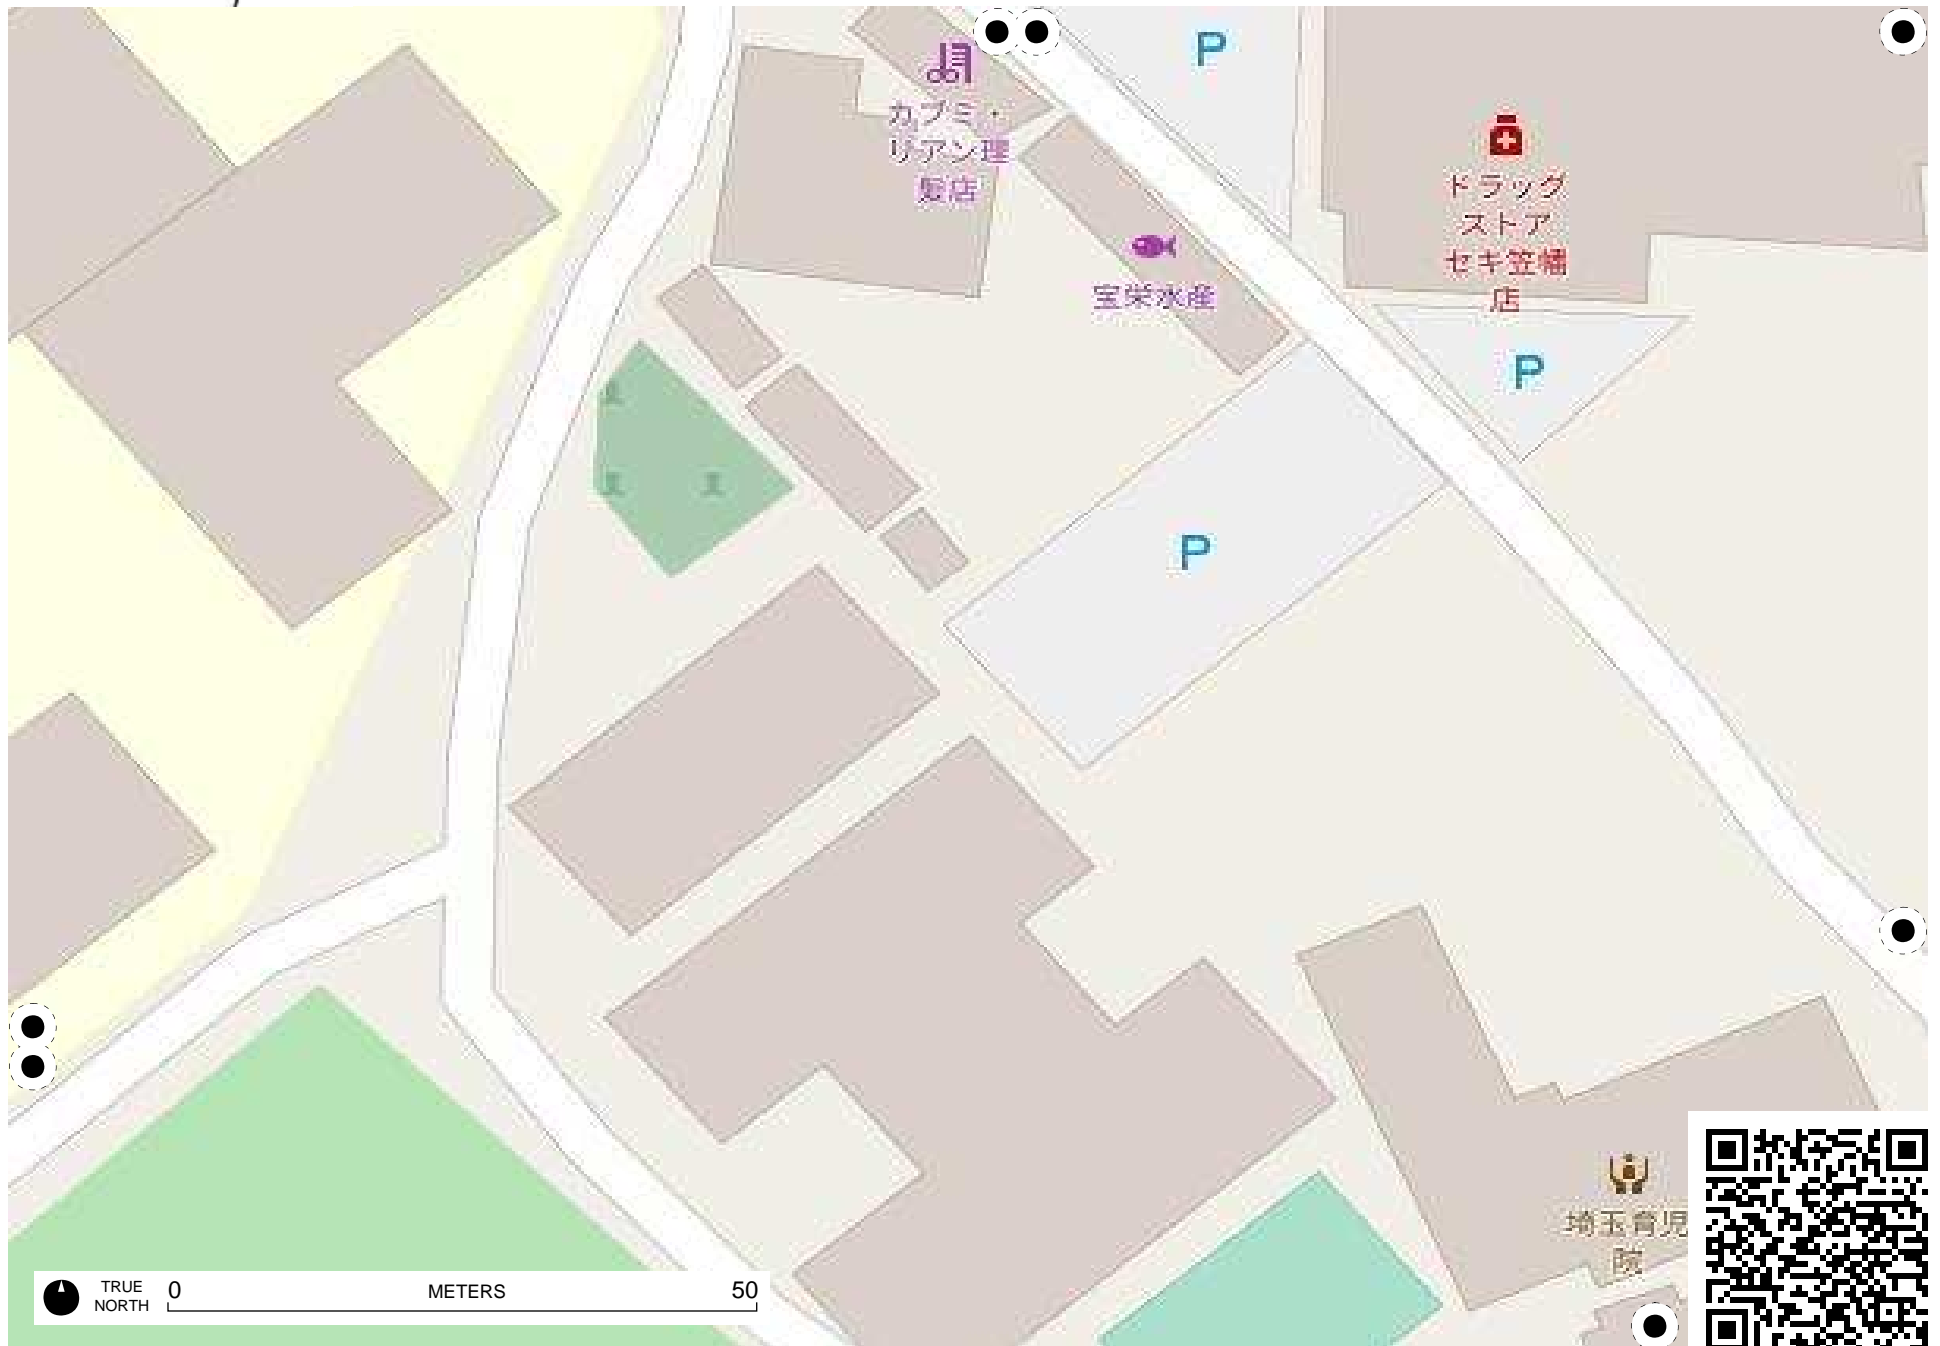 P
カプミ・
リアン理
髪店
ドラッグ
ストア
セキ笠幡
店
宝栄水産
P
P
埼玉育児
院
TRUE
NORTH
0 METERS 50